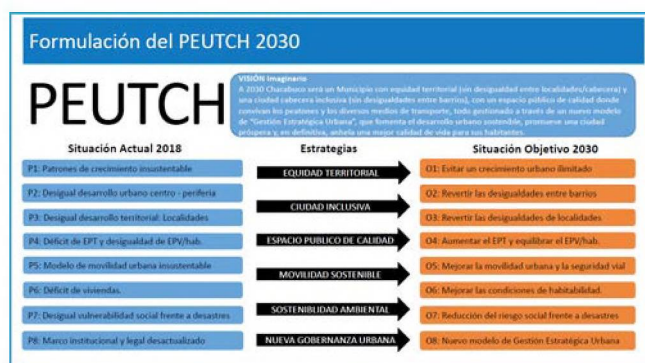 Formulación del PEUTCH 2030
PEUTCH
VISIÓN Imaginario
A 2030 Chacabuco será un Municipio con equidad territorial (sin desigualdad entre localidades/cabecera) y
una ciudad cabecera inclusiva (sin desigualdades entre barrios), con un espacio público de calidad donde
convivan los peatones y los diversos medios de transporte, todo gestionado a través de un nuevo modelo
de "Gestión Estratégica Urbana", que fomenta el desarrollo urbano sostenible, promueve una ciudad
próspera y, en definitiva, anhela una mejor calidad de vida para sus habitantes.
Situación Actual 2018
Estrategias
Situación Objetivo 2030
P1: Patrones de crecimiento insustentable
P2: Desigual desarrollo urbano centro - periferia
P3: Desigual desarrollo territorial: Localidades
P4: Déficit de EPT y desigualdad de EPV/hab.
P5: Modelo de movilidad urbana insustentable
P6: Déficit de viviendas.
P7: Desigual vulnerabilidad social frente a desastres
P8: Marco institucional y legal desactualizado
EQUIDAD TERRITORIAL
CIUDAD INCLUSIVA
ESPACIO PUBLICO DE CALIDAD
MOVILIDAD SOSTENIBLE
SOSTENIBLIDAD AMBIENTAL
NUEVA GOBERNANZA URBANA
O1: Evitar un crecimiento urbano ilimitado
O2: Revertir las desigualdades entre barrios
O3: Revertir las desigualdades de localidades
O4: Aumentar el EPT y equilibrar el EPV/hab.
O5: Mejorar la movilidad urbana y la seguridad vial
O6: Mejorar las condiciones de habitabilidad.
O7: Reducción del riesgo social frente a desastres
O8: Nuevo modelo de Gestión Estratégica Urbana